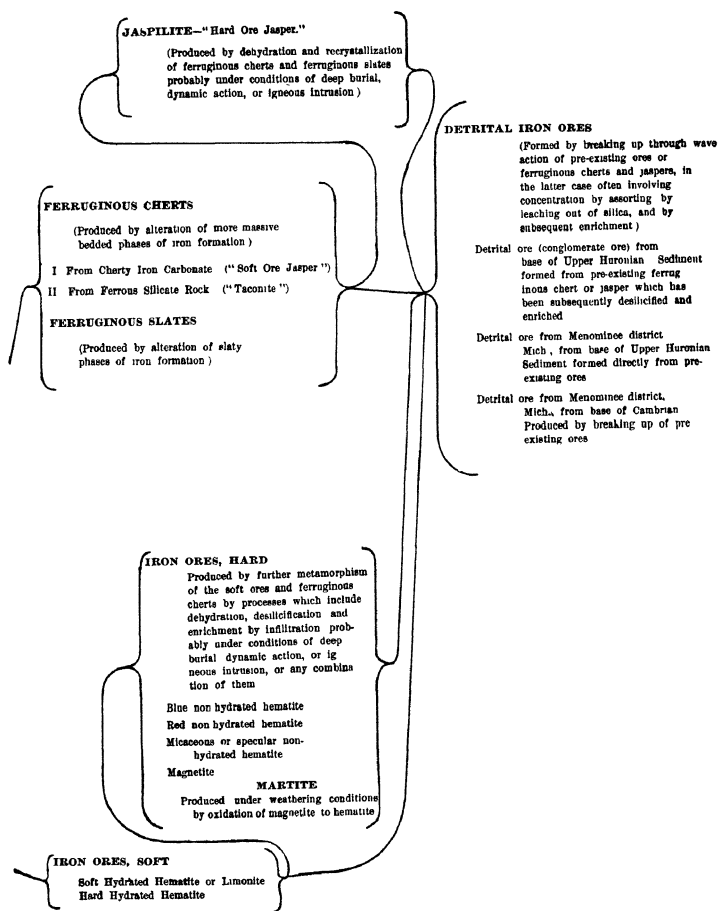 JASPILITE—"Hard Ore Jasper."
(Produced by dehydration and recrystallization
of ferruginous cherts and ferruginous slates
probably under conditions of deep burial,
dynamic action, or igneous intrusion)
DETRITAL IRON ORES
(Formed by breaking up through wave
action of pre-existing ores or
ferruginous cherts and jaspers, in
the latter case often involving
concentration by assorting by
leaching out of silica, and by
subsequent enrichment)
Detrital ore (conglomerate ore) from
base of Upper Huronian Sediment
formed from pre-existing ferrug
inous chert or jasper which has
been subsequently desilicified and
enriched
Detrital ore from Menominee district
Mich, from base of Upper Huronian
Sediment formed directly from pre-
existing ores
Detrital ore from Menominee district,
Mich., from base of Cambrian
Produced by breaking up of pre
existing ores
FERRUGINOUS CHERTS
(Produced by alteration of more massive
bedded phases of iron formation)
I From Cherty Iron Carbonate ("Soft Ore Jasper")
II From Ferrous Silicate Rock ("Taconite")
FERRUGINOUS SLATES
(Produced by alteration of slaty
phases of iron formation)
IRON ORES, HARD
Produced by further metamorphism
of the soft ores and ferruginous
cherts by processes which include
dehydration, desilicification and
enrichment by infiltration prob-
ably under conditions of deep
burial dynamic action, or ig
neous intrusion, or any combina
tion of them
Blue non hydrated hematite
Red non hydrated hematite
Micaceous or specular non-
hydrated hematite
Magnetite
MARTITE
Produced under weathering conditions
by oxidation of magnetite to hematite
IRON ORES, SOFT
Soft Hydrated Hematite or Limonite
Hard Hydrated Hematite